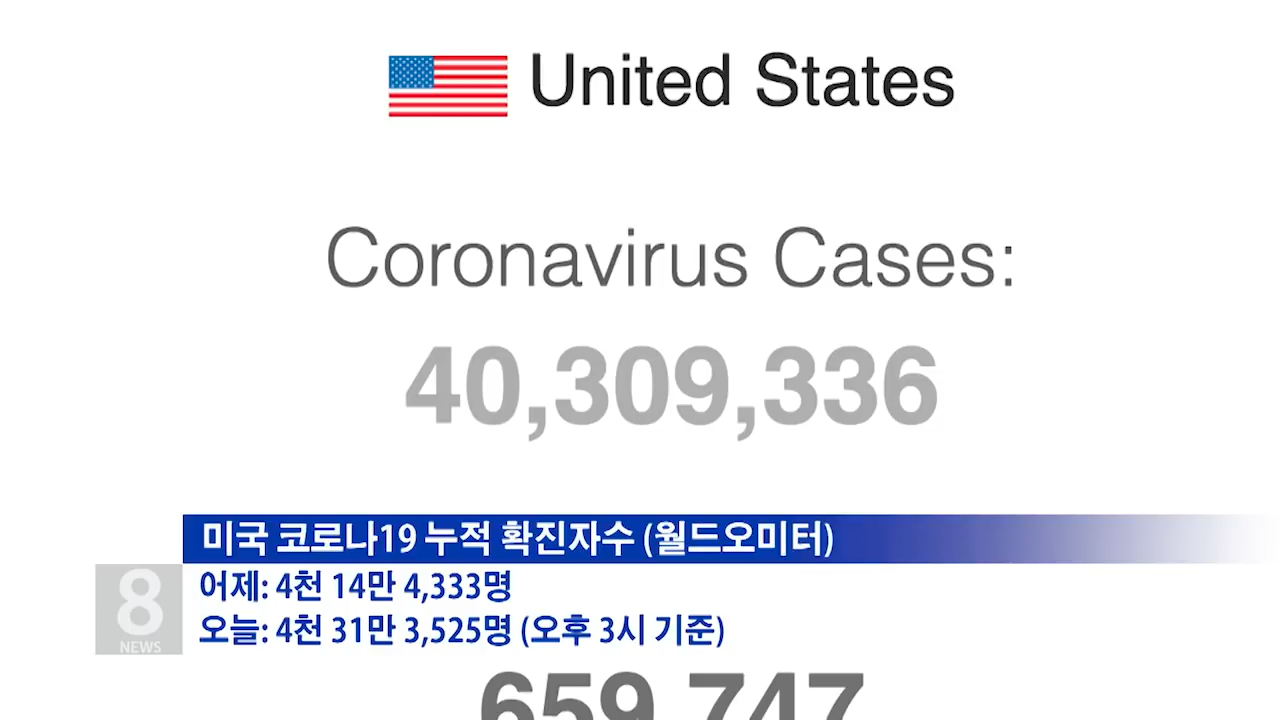 United States
Coronavirus Cases:
40,309,336
미국 코로나19 누적 확진자수 (월드오미터)
어제: 4천 14만 4,333명
오늘: 4천 31만 3,525명 (오후 3시 기준)
8
NEWS
659,747